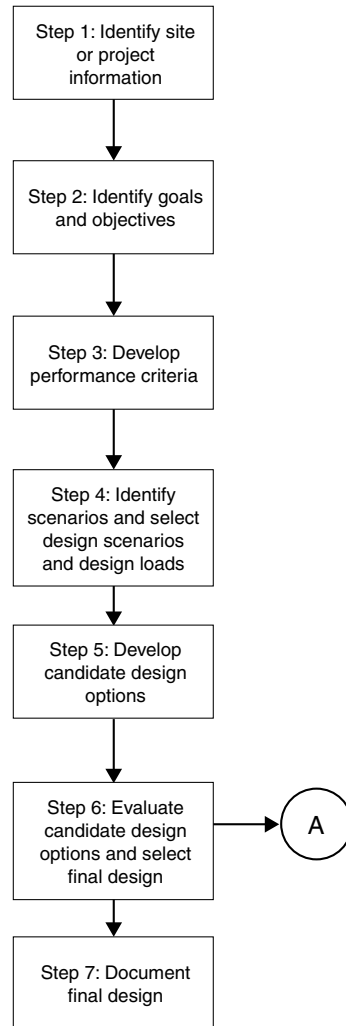 Step 1: Identify site
or project
information
Step 2: Identify goals
and objectives
Step 3: Develop
performance criteria
Step 4: Identify
scenarios and select
design scenarios
and design loads
Step 5: Develop
candidate design
options
Step 6: Evaluate
candidate design
options and select
final design
A
Step 7: Document
final design